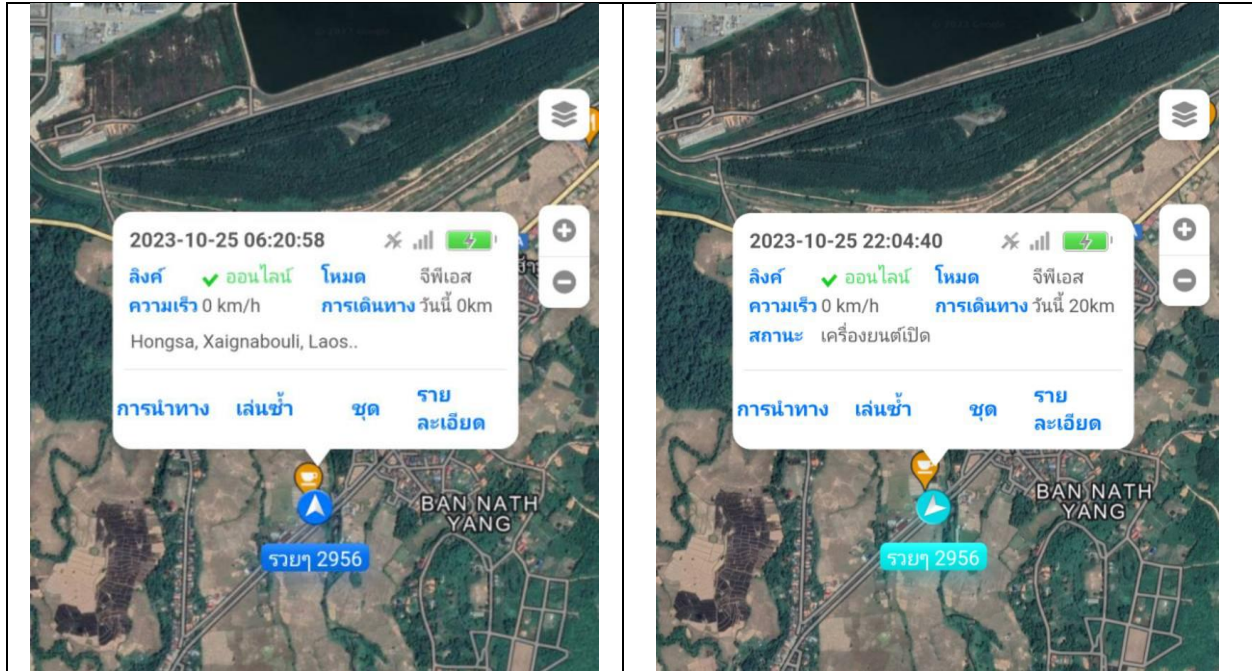 2023-10-25 06:20:58
ลิงค์ ออนไลน์ โหมด จีพีเอส
ความเร็ว 0 km/h การเดินทาง วันนี้ 0km
Hongsa, Xaignabouli, Laos..
การนำทาง เล่นซ้ำ ชุด ราย
ละเอียด
BAN NATH
YANG
รวยๆ 2956
2023-10-25 22:04:40
ลิงค์ ออนไลน์ โหมด จีพีเอส
ความเร็ว 0 km/h การเดินทาง วันนี้ 20km
สถานะ เครื่องยนต์เปิด
การนำทาง เล่นซ้ำ ชุด ราย
ละเอียด
BAN NATH
YANG
รวยๆ 2956